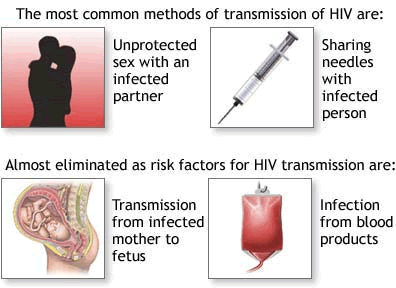 The most common methods of transmission of HIV are:
Unprotected
sex with an
infected
partner
Sharing
needles
with
infected
person
Almost eliminated as risk factors for HIV transmission are:
Transmission
from infected
mother to
fetus
Infection
from blood
products